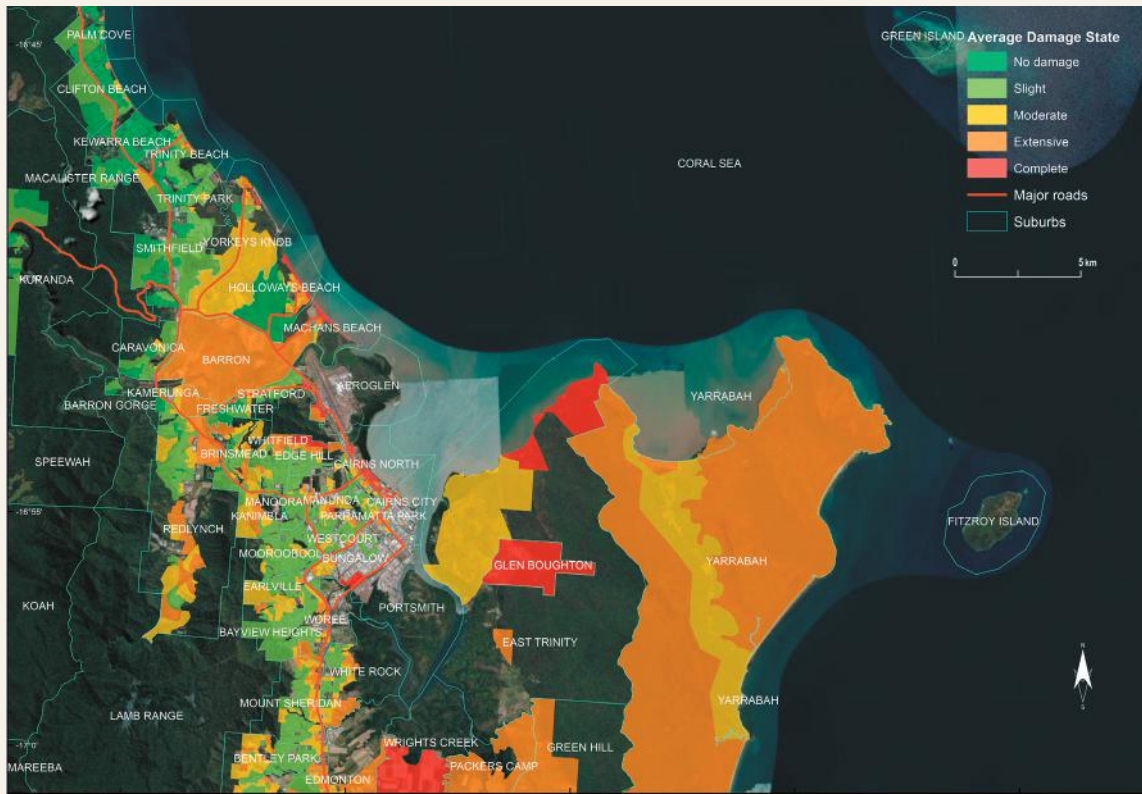 PALM COVE
GREEN ISLAND
Average Damage State
No damage
Slight
Moderate
Extensive
Complete
Major roads
Suburbs
0
5 km
-16°45'
CLIFTON BEACH
KEWARRA BEACH
TRINITY BEACH
CORAL SEA
MACALISTER RANGE
TRINITY PARK
YORKEYS KNOB
SMITHFIELD
KURANDA
HOLLOWAYS BEACH
MACHANS BEACH
CARAVONICA
BARRON
AEROGLEN
KAMERUNGA
STRATFORD
YARRABAH
BARRON GORGE
FRESHWATER
WHITFIELD
BRINSMEAD
EDGE HILL
SPEEWAH
CAIRNS NORTH
MANOORA
MANUNDA
CAIRNS CITY
-16°55'
KANIMBLA
PARRAMATTA PARK
REDLYNCH
FITZROY ISLAND
WESTCOURT
MOOROOBOOL
BUNGALOW
GLEN BOUGHTON
YARRABAH
EARLVILLE
KOAH
PORTSMITH
WOREE
BAYVIEW HEIGHTS
EAST TRINITY
WHITE ROCK
N
YARRABAH
MOUNT SHERIDAN
LAMB RANGE
WRIGHTS CREEK
GREEN HILL
-17°0'
BENTLEY PARK
PACKERS CAMP
MAREEBA
EDMONTON